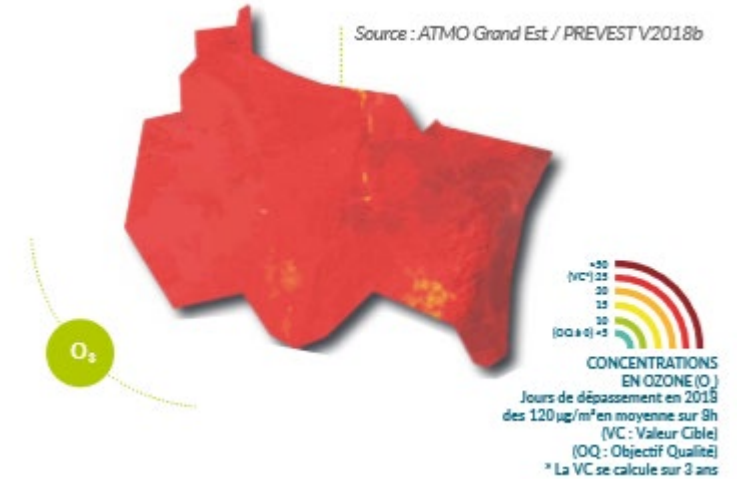 Source : ATMO Grand Est / PREVEST V2018b
>30
(VC*) 25
20
15
10
(OQ à 0) <5
O₃
CONCENTRATIONS
EN OZONE (O₃)
Jours de dépassement en 2018
des 120 µg/m³ en moyenne sur 8h
(VC : Valeur Cible)
(OQ : Objectif Qualité)
* La VC se calcule sur 3 ans